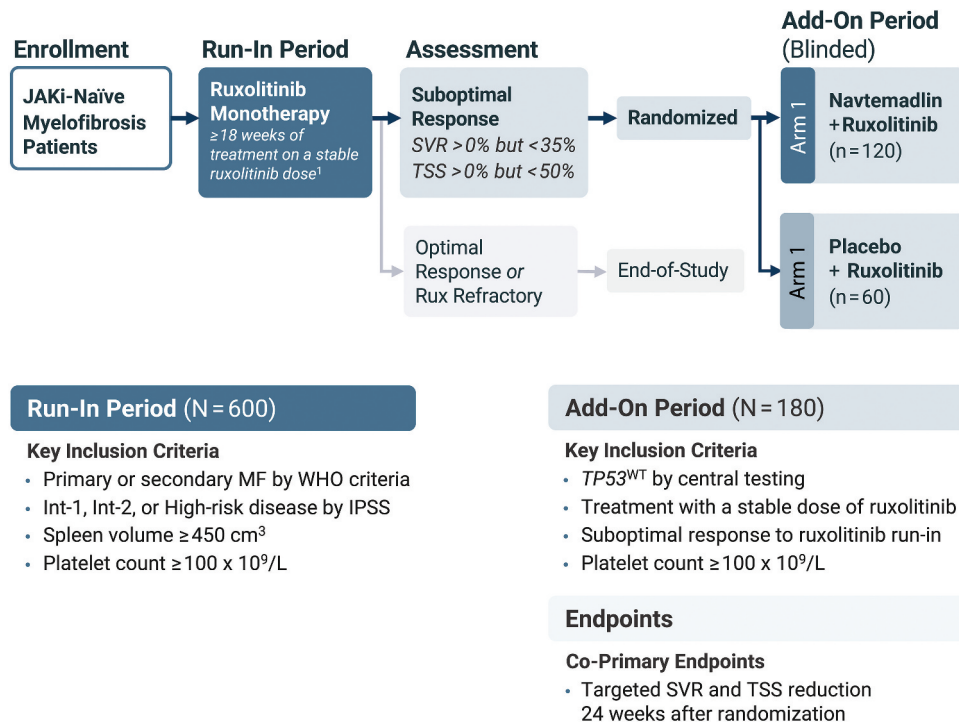 Enrollment
JAKi-Naïve
Myelofibrosis
Patients
Run-In Period
Ruxolitinib
Monotherapy
≥18 weeks of
treatment on a stable
ruxolitinib dose¹
Assessment
Suboptimal
Response
SVR >0% but <35%
TSS >0% but <50%
Optimal
Response or
Rux Refractory
Randomized
End-of-Study
Add-On Period
(Blinded)
Arm 1
Navtemadlin
+Ruxolitinib
(n=120)
Arm 1
Placebo
+ Ruxolitinib
(n=60)
Run-In Period (N=600)
Key Inclusion Criteria
• Primary or secondary MF by WHO criteria
• Int-1, Int-2, or High-risk disease by IPSS
• Spleen volume ≥450 cm³
• Platelet count ≥100 x 10⁹/L
Add-On Period (N=180)
Key Inclusion Criteria
• TP53ᵂᵀ by central testing
• Treatment with a stable dose of ruxolitinib
• Suboptimal response to ruxolitinib run-in
• Platelet count ≥100 x 10⁹/L
Endpoints
Co-Primary Endpoints
• Targeted SVR and TSS reduction
24 weeks after randomization